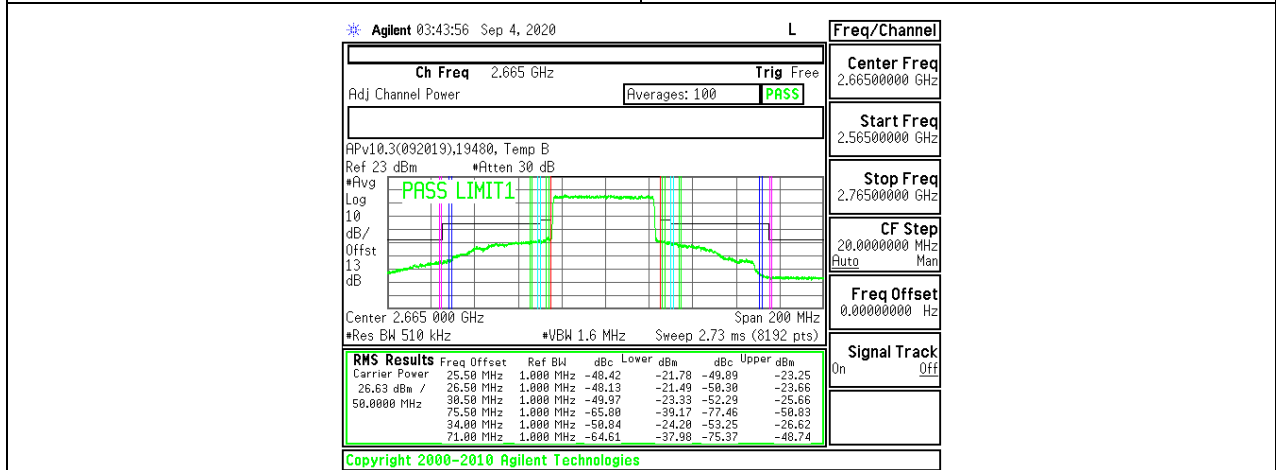 Agilent 03:43:56 Sep 4, 2020 L
Freq/Channel
Ch Freq 2.665 GHz Trig Free
Adj Channel Power Averages: 100 PASS
APv10.3(092019),19480, Temp B
Ref 23 dBm #Atten 30 dB
#Avg
Log
10
dB/
Offst
13
dB
PASS LIMIT1
Center 2.665 000 GHz Span 200 MHz
#Res BW 510 kHz #VBW 1.6 MHz Sweep 2.73 ms (8192 pts)
RMS Results Freq Offset Ref BW dBc Lower dBm dBc Upper dBm
Carrier Power 25.50 MHz 1.000 MHz -48.42 -21.78 -49.89 -23.25
26.63 dBm / 26.50 MHz 1.000 MHz -48.13 -21.49 -50.30 -23.66
50.0000 MHz 30.50 MHz 1.000 MHz -49.97 -23.33 -52.29 -25.66
75.50 MHz 1.000 MHz -65.80 -39.17 -77.46 -50.83
34.00 MHz 1.000 MHz -50.84 -24.20 -53.25 -26.62
71.00 MHz 1.000 MHz -64.61 -37.98 -75.37 -48.74
Copyright 2000-2010 Agilent Technologies
Center Freq
2.66500000 GHz
Start Freq
2.56500000 GHz
Stop Freq
2.76500000 GHz
CF Step
20.0000000 MHz
Auto Man
Freq Offset
0.00000000 Hz
Signal Track
On Off